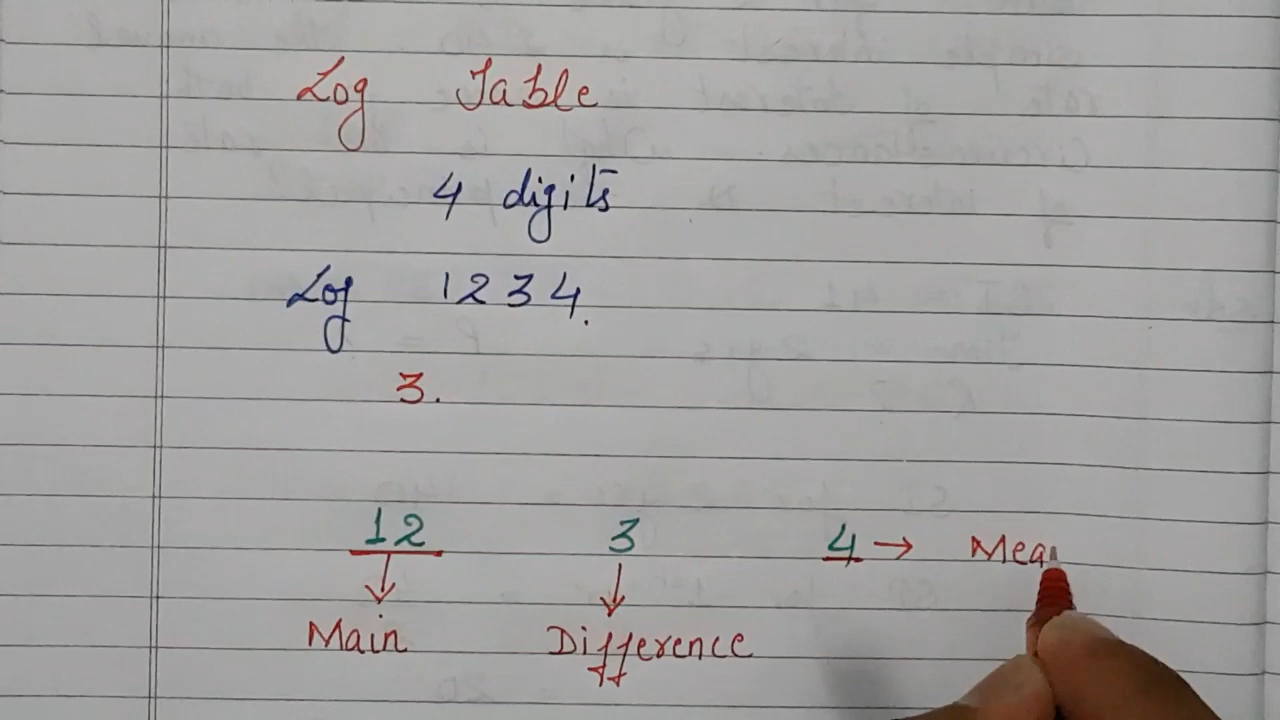 Log Table
4 digits
Log 1234.
3.
12 3 4 → Mea
Main Difference